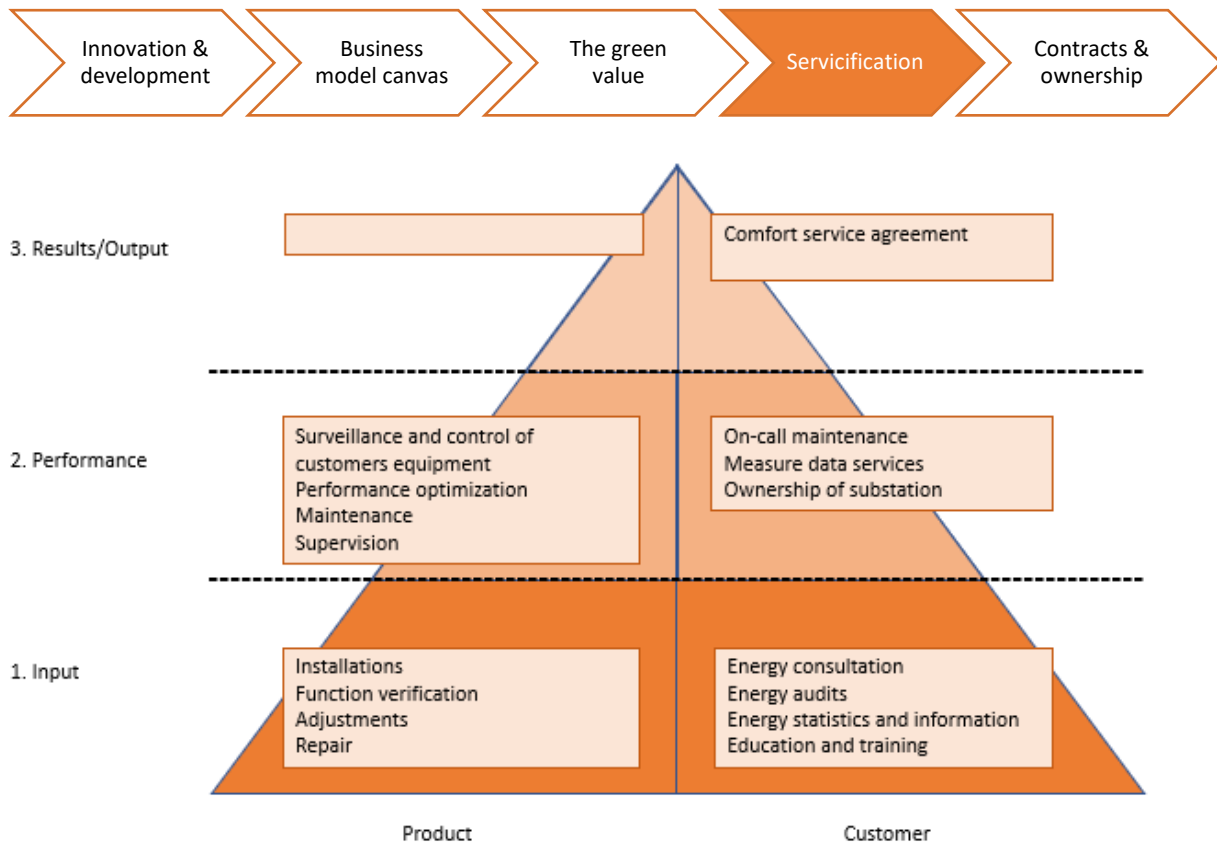 Innovation &
development
Business
model canvas
The green
value
Servicification
Contracts &
ownership
3. Results/Output
Comfort service agreement
2. Performance
Surveillance and control of
customers equipment
Performance optimization
Maintenance
Supervision
On-call maintenance
Measure data services
Ownership of substation
1. Input
Installations
Function verification
Adjustments
Repair
Energy consultation
Energy audits
Energy statistics and information
Education and training
Product
Customer